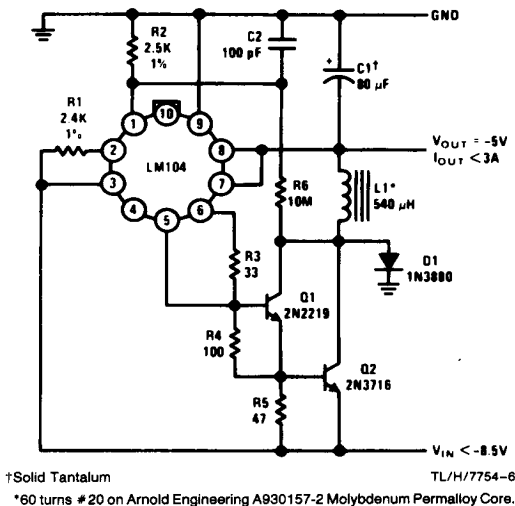 GND
R2
2.5K
1%
C2
100 pF
+
C1†
80 µF
R1
2.4K
1%
10
1
9
2
8
LM104
VOUT = -5V
IOUT <3A
3
7
4
5
6
R6
10M
L1*
540 µH
R3
33
D1
1N3880
Q1
2N2219
R4
100
Q2
2N3716
R5
47
VIN < -8.5V
†Solid Tantalum
TL/H/7754-6
*60 turns #20 on Arnold Engineering A930157-2 Molybdenum Permalloy Core.